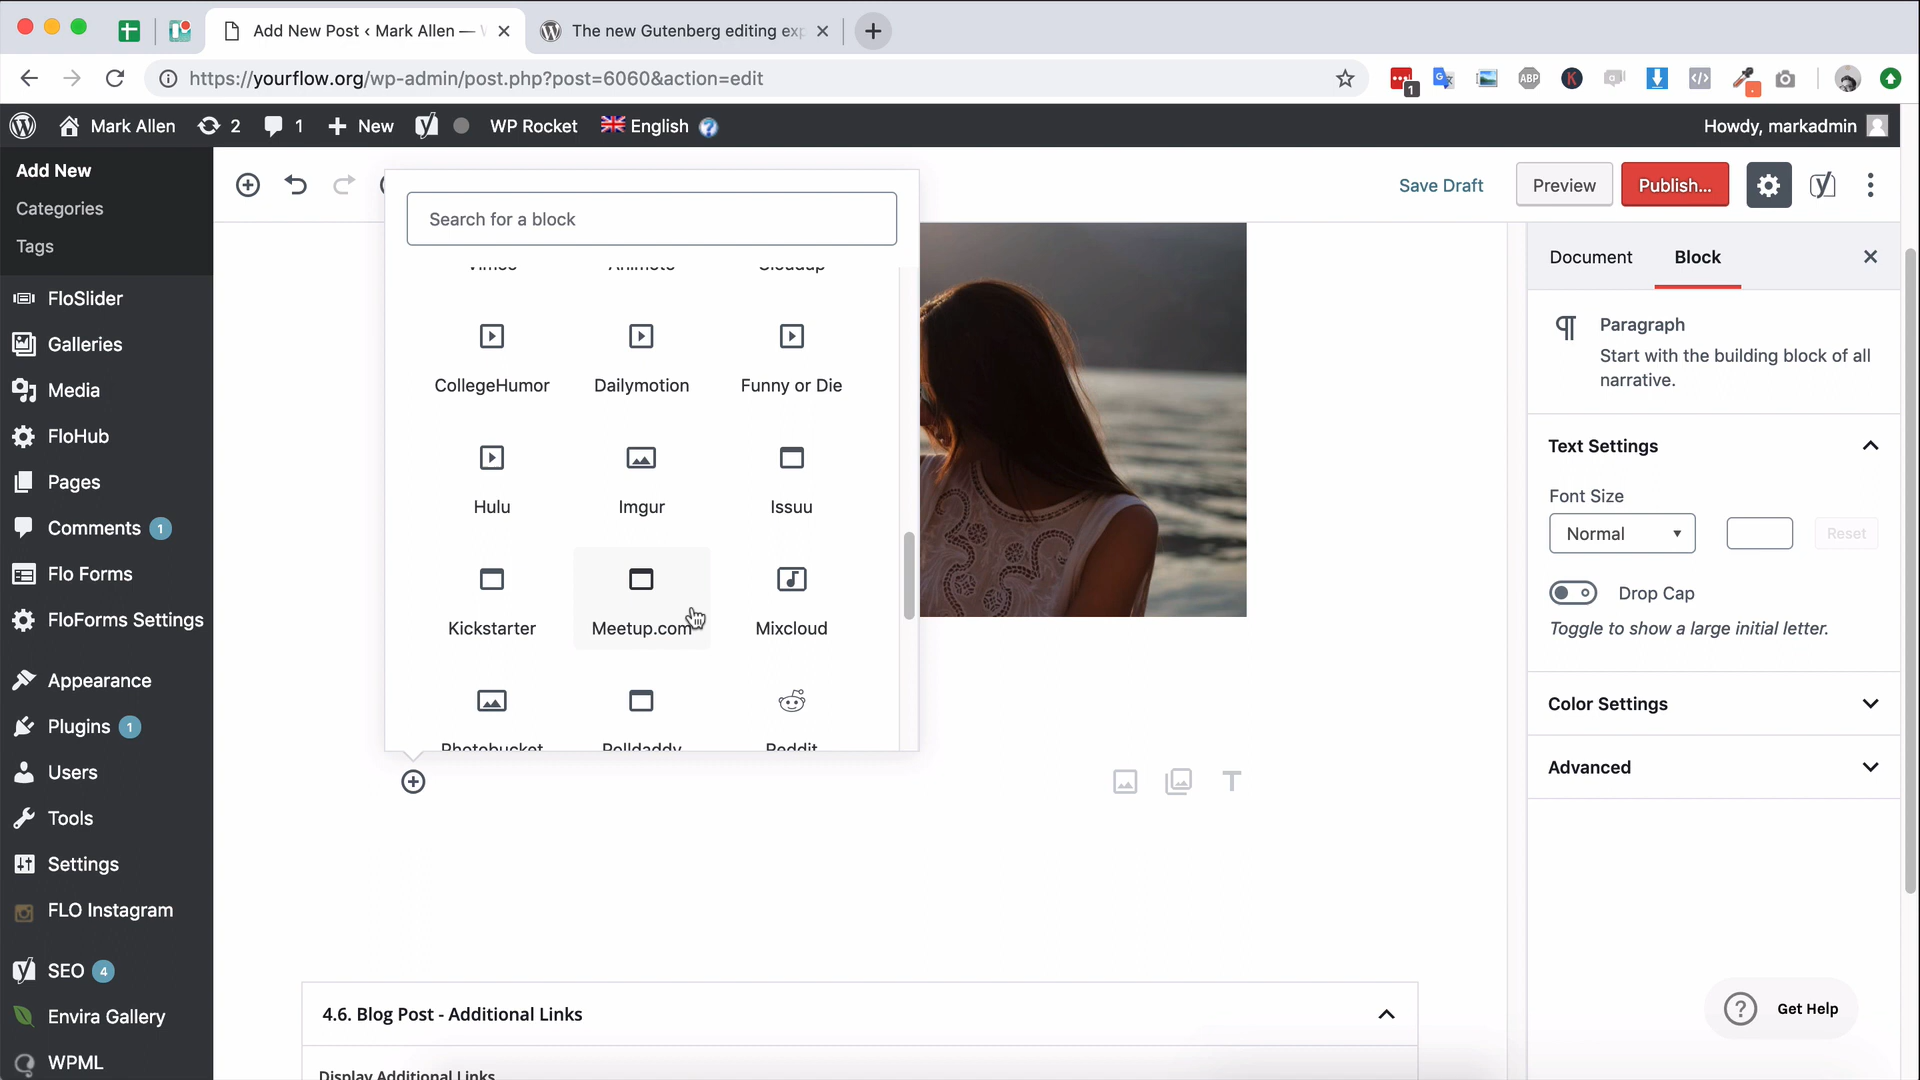 Add New Post ‹ Mark Allen —
The new Gutenberg editing exp
https://yourflow.org/wp-admin/post.php?post=6060&action=edit
1
ABP
K
Mark Allen
2
1
New
WP Rocket
English
Howdy, markadmin
Add New
Categories
Tags
FloSlider
Galleries
Media
FloHub
Pages
Comments 1
Flo Forms
FloForms Settings
Appearance
Plugins 1
Users
Tools
Settings
FLO Instagram
SEO 4
Envira Gallery
WPML
Save Draft
Preview
Publish...
Search for a block
Vimeo
Animoto
Cloudup
CollegeHumor
Dailymotion
Funny or Die
Hulu
Imgur
Issuu
Kickstarter
Meetup.com
Mixcloud
Photobucket
Polldaddy
Reddit
4.6. Blog Post - Additional Links
Display Additional Links
Document
Block
Paragraph
Start with the building block of all
narrative.
Text Settings
Font Size
Normal
Reset
Drop Cap
Toggle to show a large initial letter.
Color Settings
Advanced
Get Help